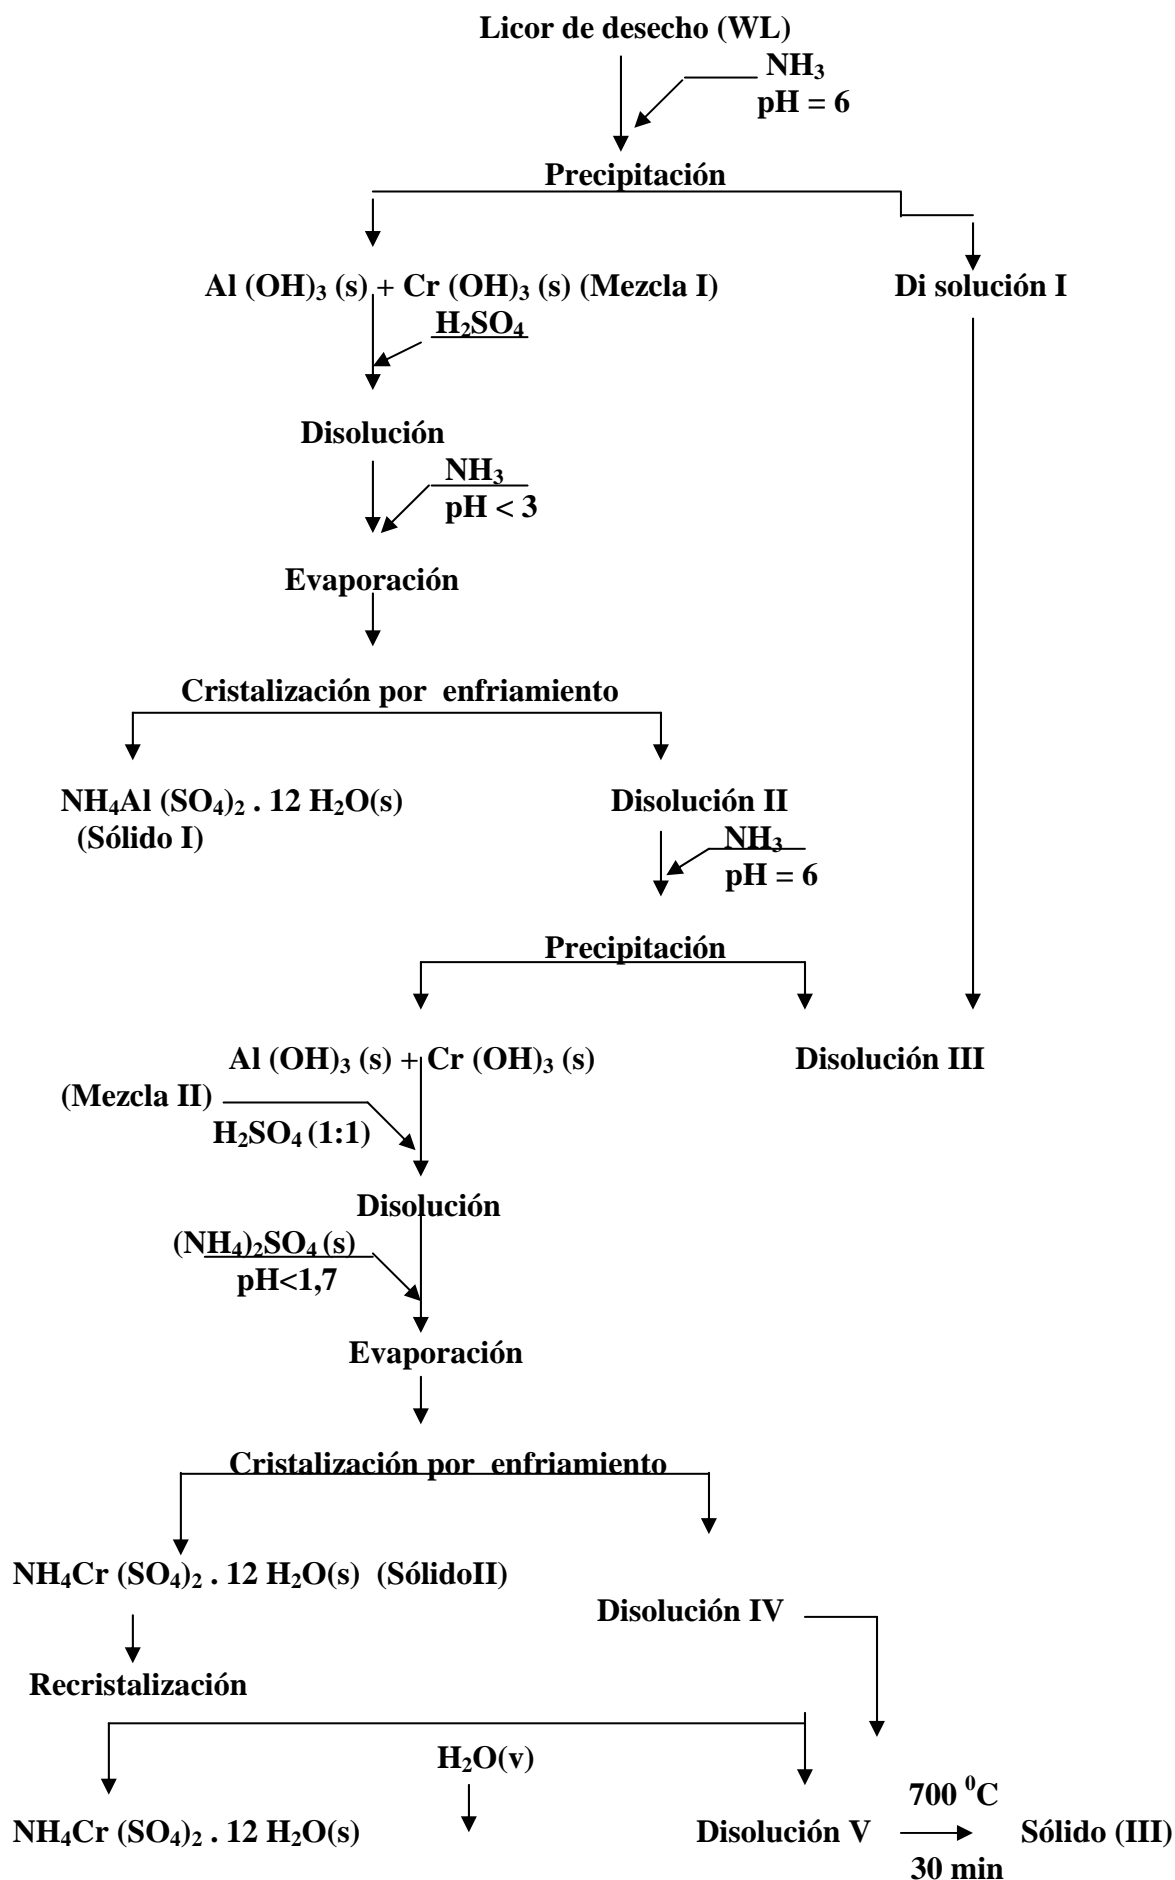 Licor de desecho (WL)
NH₃
pH = 6
Precipitación
Al (OH)₃ (s) + Cr (OH)₃ (s) (Mezcla I) Di solución I
H₂SO₄
Disolución
NH₃
pH < 3
Evaporación
Cristalización por enfriamiento
NH₄Al (SO₄)₂ . 12 H₂O(s) Disolución II
(Sólido I)
NH₃
pH = 6
Precipitación
Al (OH)₃ (s) + Cr (OH)₃ (s) Disolución III
(Mezcla II)
H₂SO₄ (1:1)
Disolución
(NH₄)₂SO₄ (s)
pH<1,7
Evaporación
Cristalización por enfriamiento
NH₄Cr (SO₄)₂ . 12 H₂O(s) (SólidoII)
Disolución IV
Recristalización
H₂O(v)
700 ⁰C
NH₄Cr (SO₄)₂ . 12 H₂O(s) Disolución V Sólido (III)
30 min